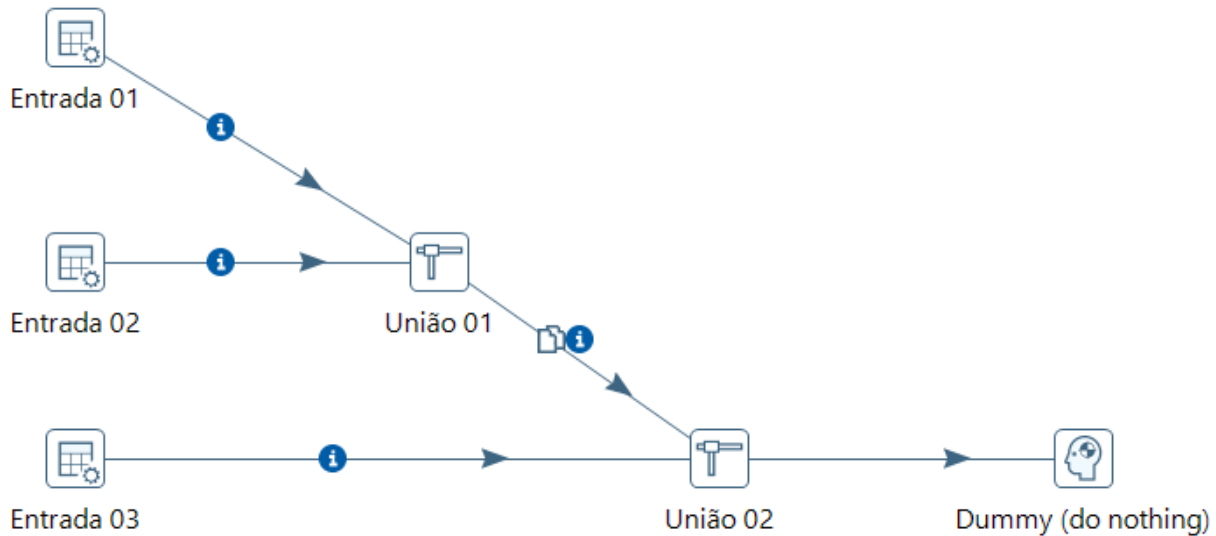 Entrada 01
Entrada 02
União 01
Entrada 03
União 02
Dummy (do nothing)